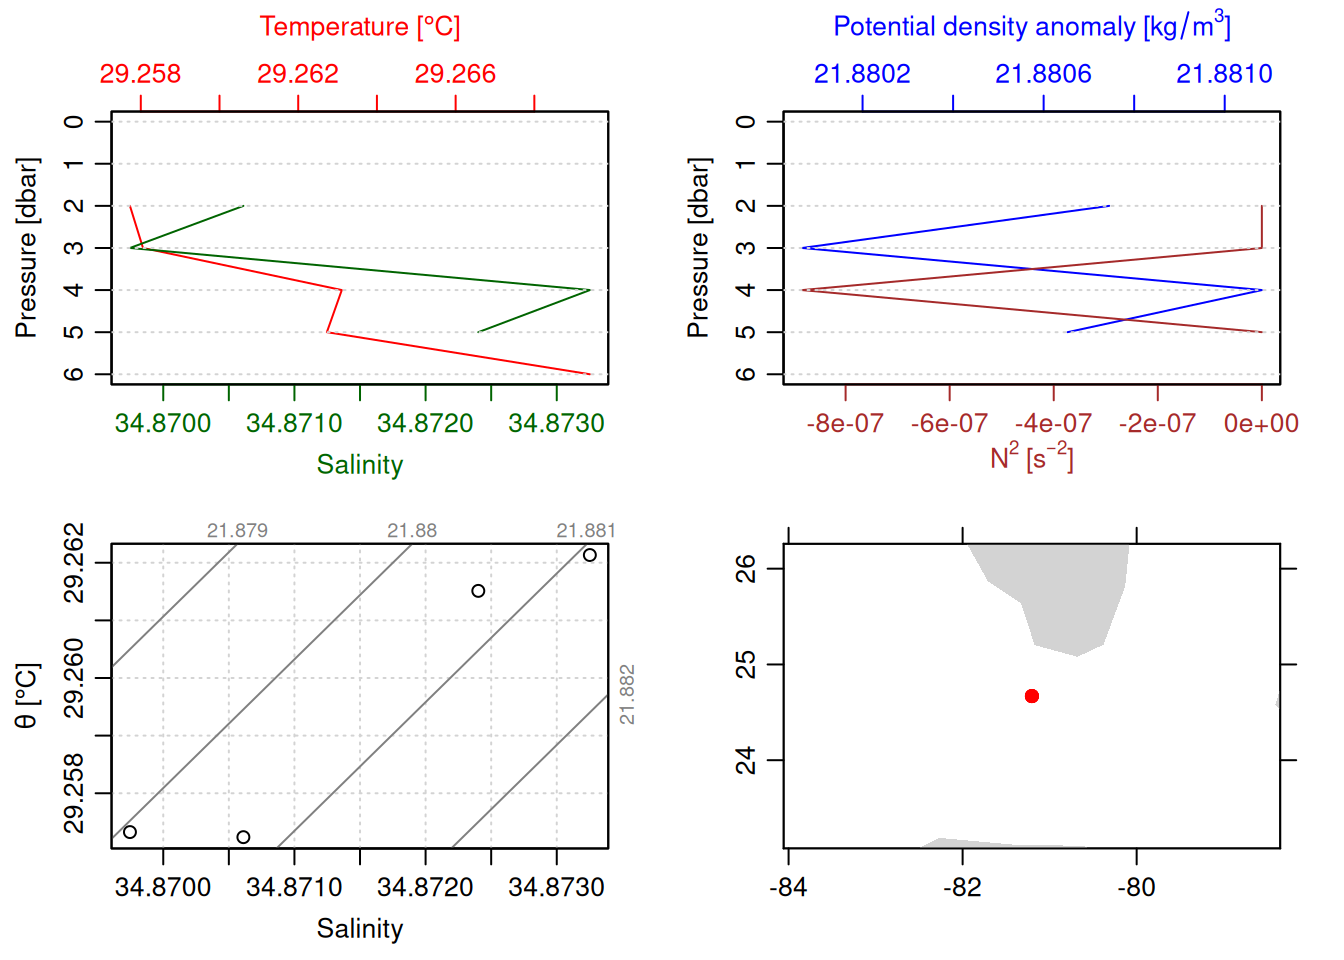 Temperature [°C]
29.258 29.262 29.266
Pressure [dbar]
0
1
2
3
4
5
6
34.8700 34.8710 34.8720 34.8730
Salinity
Potential density anomaly [kg/m³]
21.8802 21.8806 21.8810
Pressure [dbar]
0
1
2
3
4
5
6
-8e-07 -6e-07 -4e-07 -2e-07 0e+00
N² [s⁻²]
21.879 21.88 21.881
21.882
θ [°C]
29.262
29.260
29.258
34.8700 34.8710 34.8720 34.8730
Salinity
26
25
24
-84 -82 -80